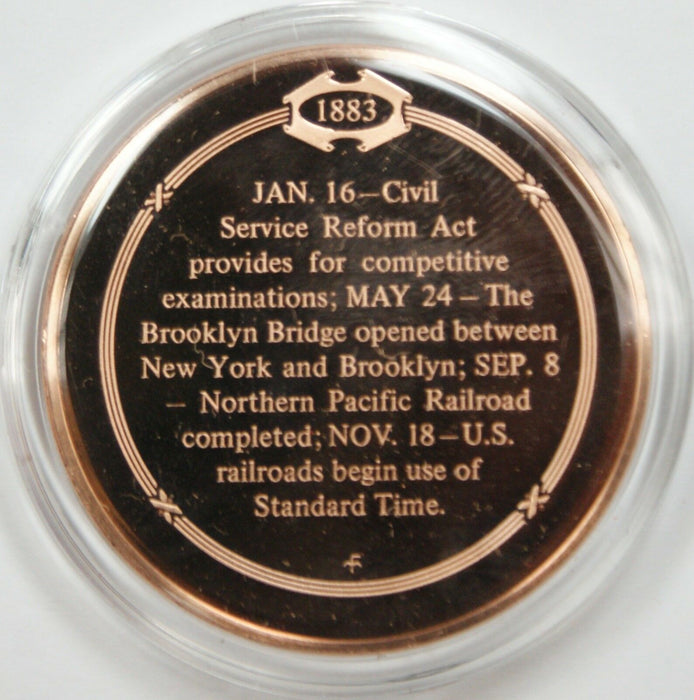 1883
JAN. 16–Civil
Service Reform Act
provides for competitive
examinations; MAY 24 – The
Brooklyn Bridge opened between
New York and Brooklyn; SEP. 8
– Northern Pacific Railroad
completed; NOV. 18–U.S.
railroads begin use of
Standard Time.